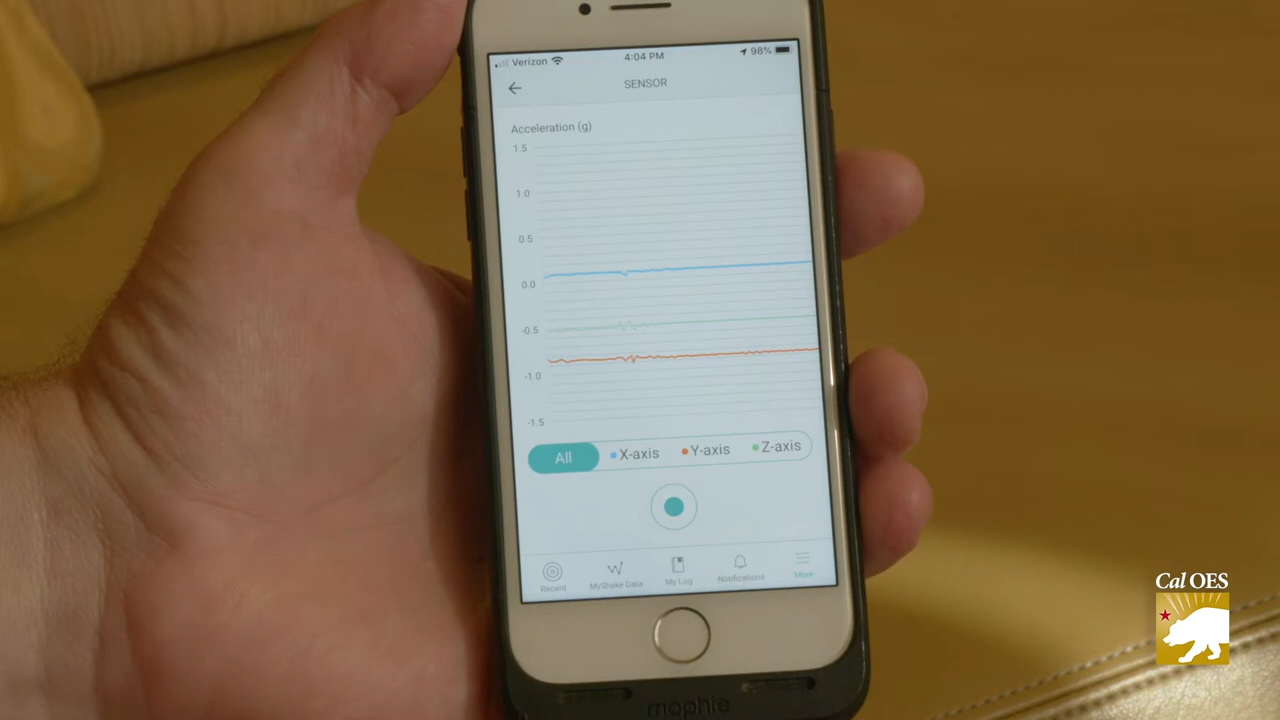 Verizon
4:04 PM
98%
SENSOR
Acceleration (g)
1.5
1.0
0.5
0.0
-0.5
-1.0
-1.5
All
X-axis
Y-axis
Z-axis
Recent
MyShake Data
My Log
Notifications
More
mophie
Cal OES